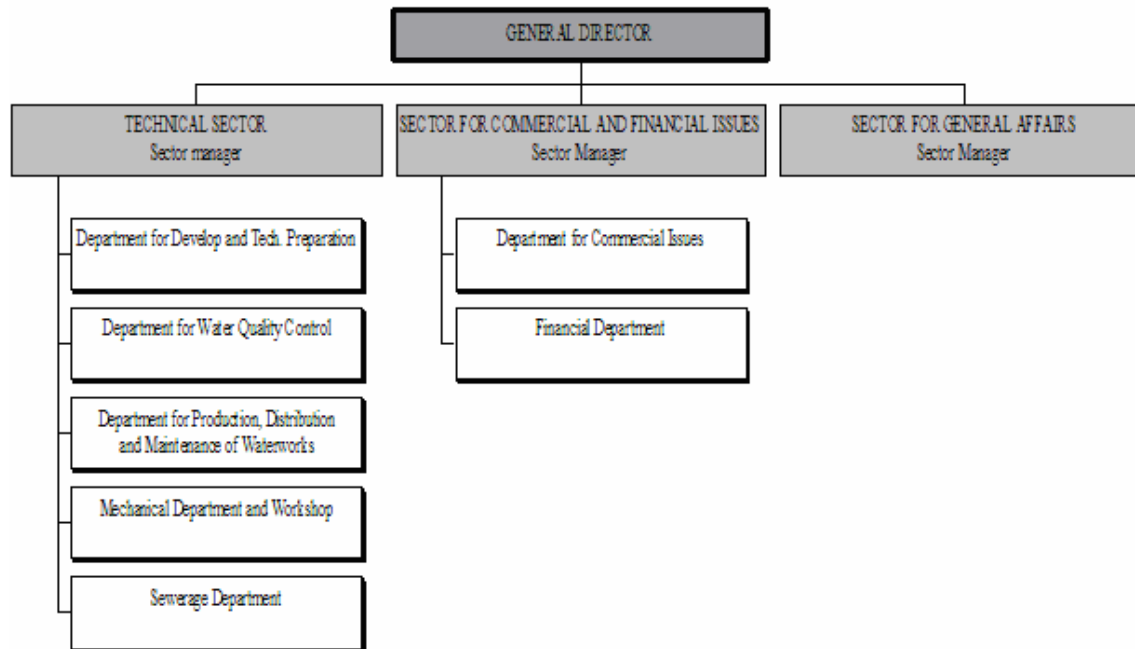 GENERAL DIRECTOR
TECHNICAL SECTOR
Sector manager
SECTOR FOR COMMERCIAL AND FINANCIAL ISSUES
Sector Manager
SECTOR FOR GENERAL AFFAIRS
Sector Manager
Department for Develop and Tech. Preparation
Department for Water Quality Control
Department for Production, Distribution
and Maintenance of Waterworks
Mechanical Department and Workshop
Sewerage Department
Department for Commercial Issues
Financial Department